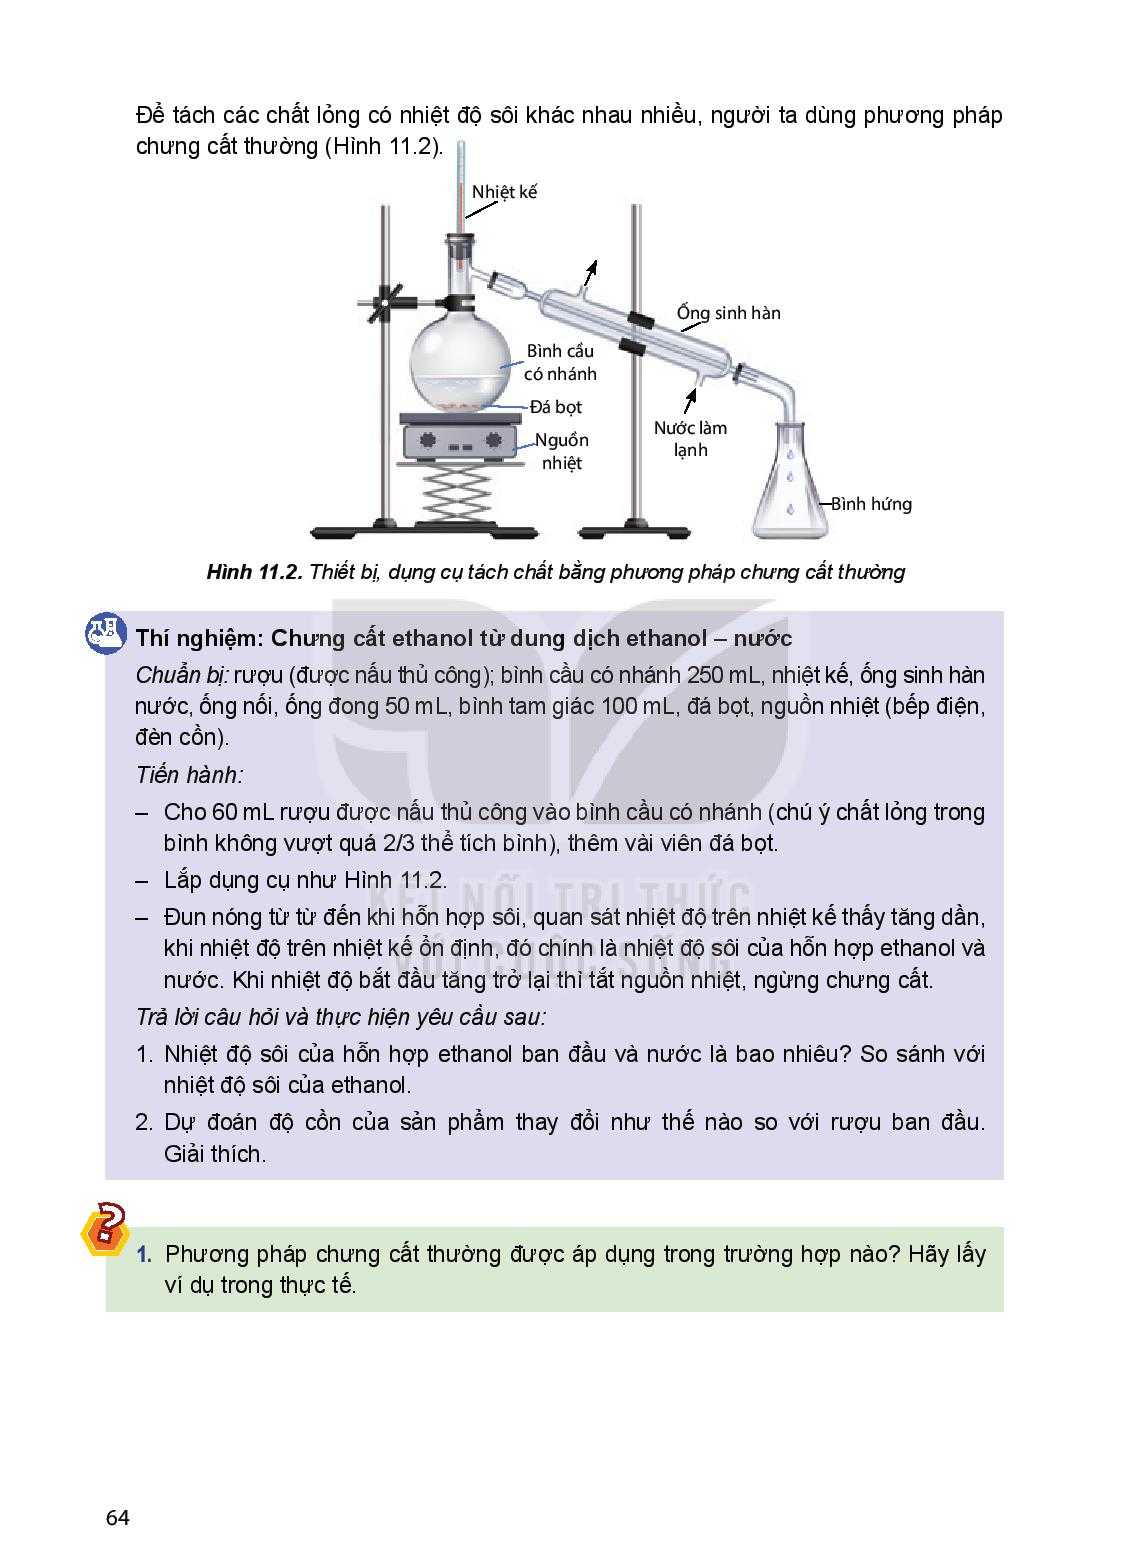 Để tách các chất lỏng có nhiệt độ sôi khác nhau nhiều, người ta dùng phương pháp
chưng cất thường (Hình 11.2).
Nhiệt kế
Ống sinh hàn
Bình cầu
có nhánh
Đá bọt
Nguồn
nhiệt
Nước làm
lạnh
Bình hứng
Hình 11.2. Thiết bị, dụng cụ tách chất bằng phương pháp chưng cất thường
Thí nghiệm: Chưng cất ethanol từ dung dịch ethanol – nước
Chuẩn bị: rượu (được nấu thủ công); bình cầu có nhánh 250 mL, nhiệt kế, ống sinh hàn
nước, ống nối, ống đong 50 mL, bình tam giác 100 mL, đá bọt, nguồn nhiệt (bếp điện,
đèn cồn).
Tiến hành:
– Cho 60 mL rượu được nấu thủ công vào bình cầu có nhánh (chú ý chất lỏng trong
bình không vượt quá 2/3 thể tích bình), thêm vài viên đá bọt.
– Lắp dụng cụ như Hình 11.2.
– Đun nóng từ từ đến khi hỗn hợp sôi, quan sát nhiệt độ trên nhiệt kế thấy tăng dần,
khi nhiệt độ trên nhiệt kế ổn định, đó chính là nhiệt độ sôi của hỗn hợp ethanol và
nước. Khi nhiệt độ bắt đầu tăng trở lại thì tắt nguồn nhiệt, ngừng chưng cất.
KẾT NỐI TRI THỨC
VỚI CUỘC SỐNG
Trả lời câu hỏi và thực hiện yêu cầu sau:
1. Nhiệt độ sôi của hỗn hợp ethanol ban đầu và nước là bao nhiêu? So sánh với
nhiệt độ sôi của ethanol.
2. Dự đoán độ cồn của sản phẩm thay đổi như thế nào so với rượu ban đầu.
Giải thích.
?
1. Phương pháp chưng cất thường được áp dụng trong trường hợp nào? Hãy lấy
ví dụ trong thực tế.
64